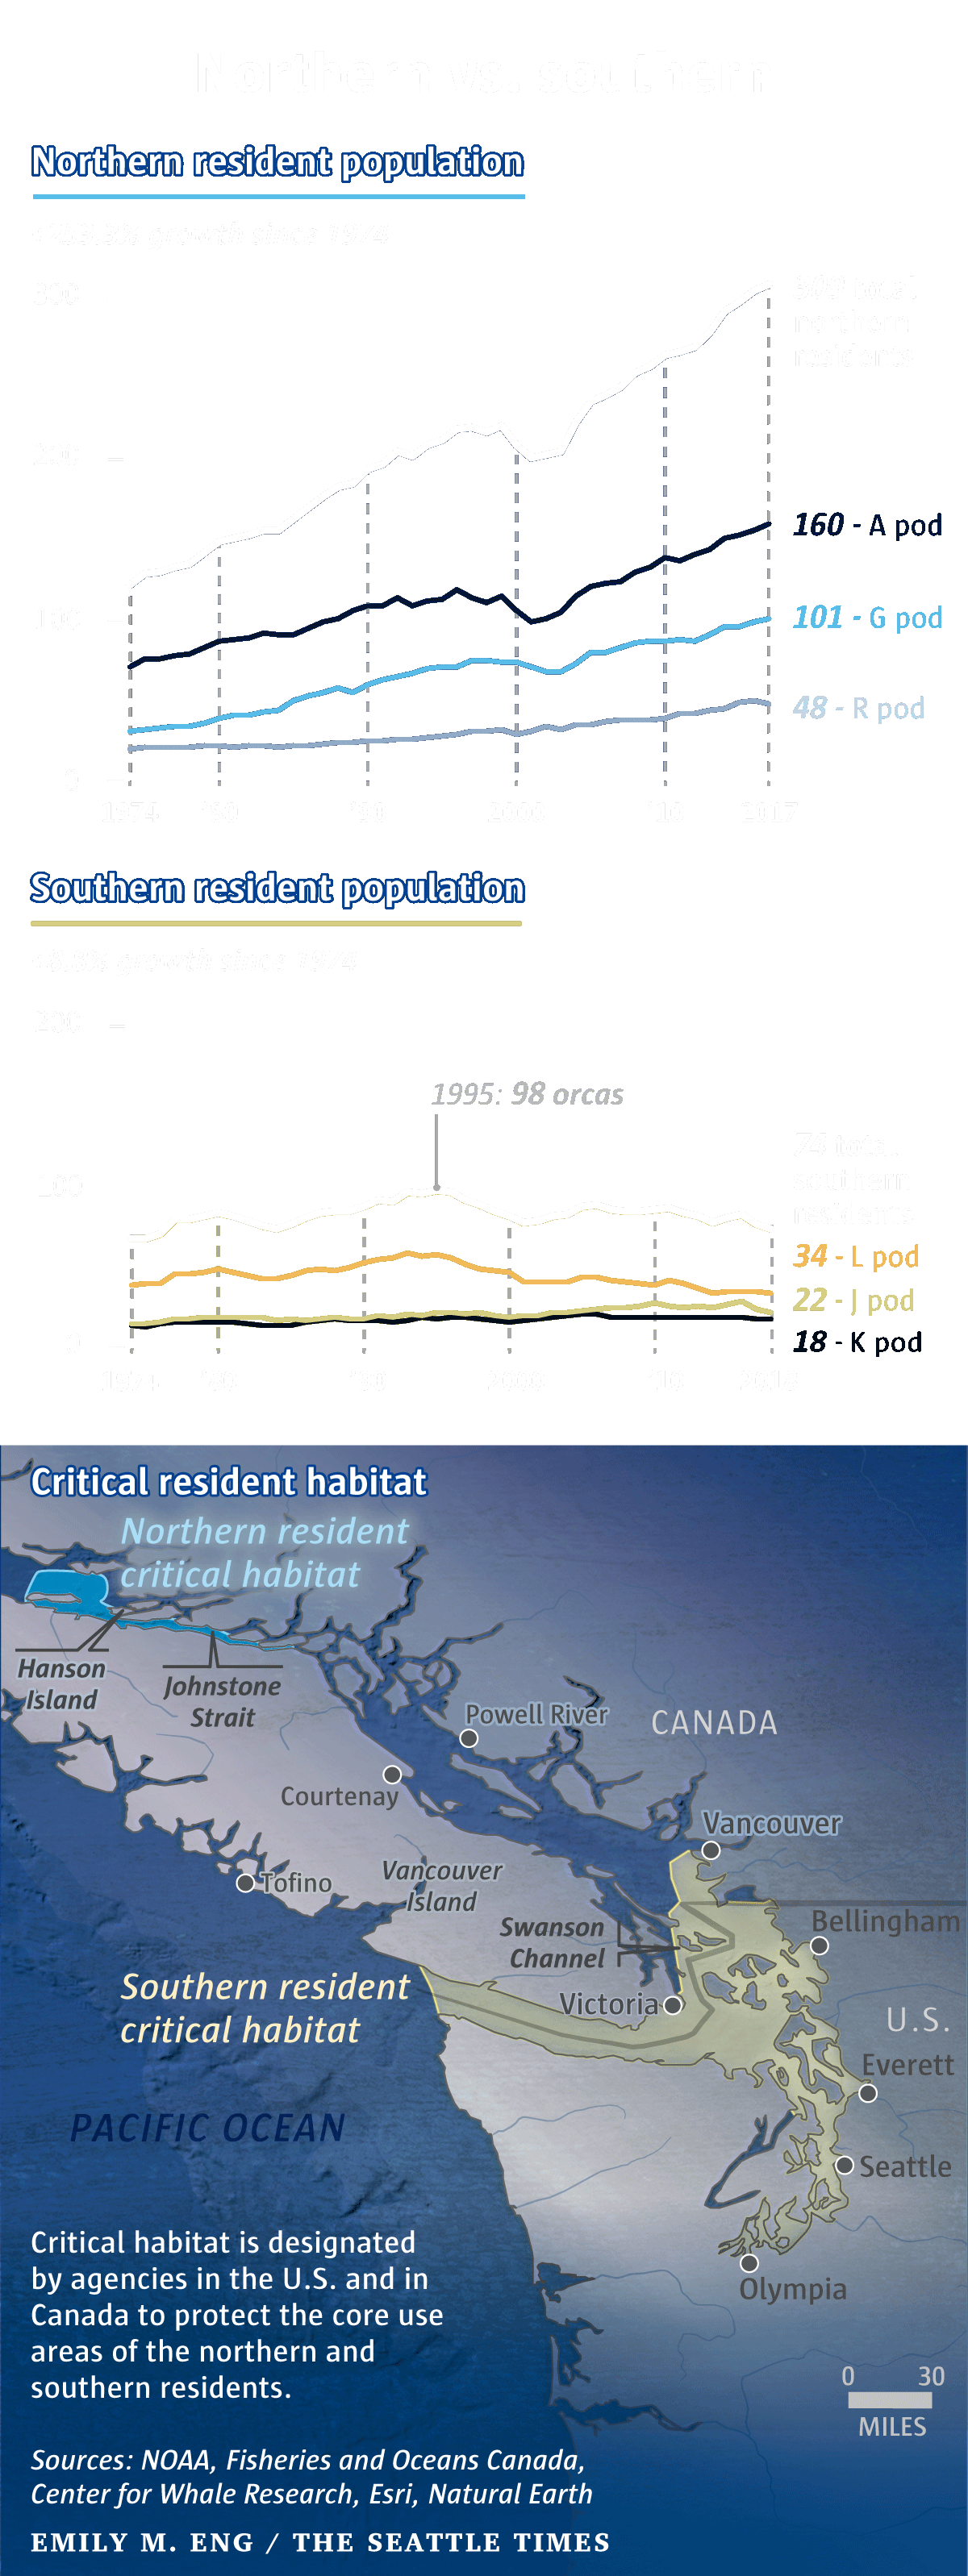 Northern vs. southern
Northern resident population
growth since 1974
300
309 total
northern
residents
200
160 - A pod
100
101 - G pod
48 - R pod
0
1974 '80 '90 2000 '10 2017
Southern resident population
growth since 1974
200
1995: 98 orcas
74 total
southern
residents
100
34 - L pod
22 - J pod
18 - K pod
0
1974 '80 '90 2000 '10
Critical resident habitat
Northern resident
critical habitat
Hanson
Island
Johnstone
Strait
Powell River
CANADA
Courtenay
Vancouver
Tofino
Vancouver
Island
Swanson
Channel
Bellingham
Southern resident
critical habitat
Victoria
U.S.
Everett
PACIFIC OCEAN
Seattle
Critical habitat is designated
by agencies in the U.S. and in
Canada to protect the core use
areas of the northern and
southern residents.
Olympia
0 30
MILES
Sources: NOAA, Fisheries and Oceans Canada,
Center for Whale Research, Esri, Natural Earth
EMILY M. ENG / THE SEATTLE TIMES